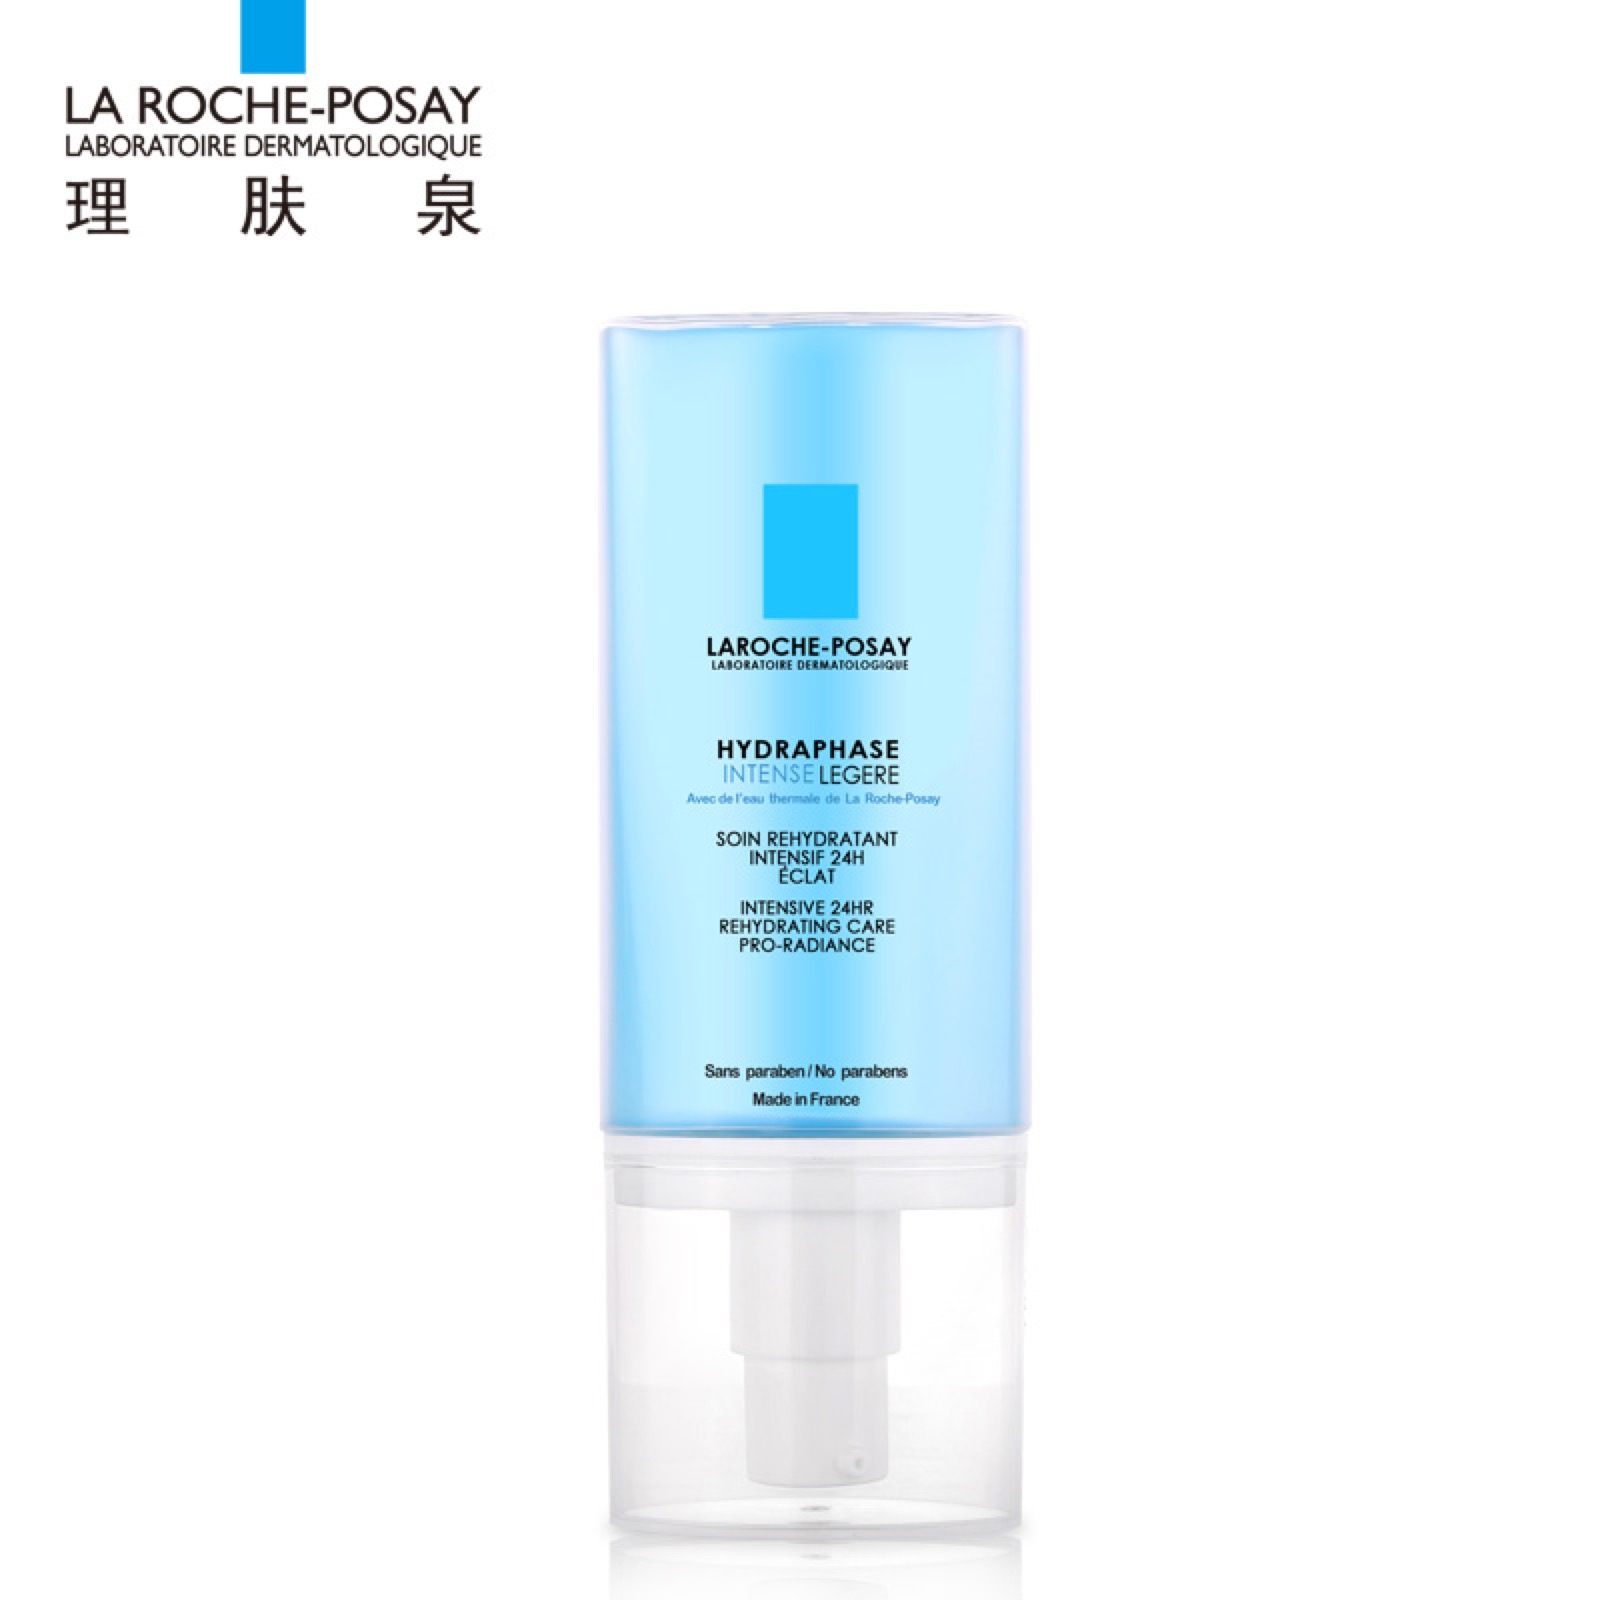 LA ROCHE-POSAY
LABORATOIRE DERMATOLOGIQUE
理 肤 泉
LAROCHE-POSAY
LABORATOIRE DERMATOLOGIQUE
HYDRAPHASE
INTENSE LEGERE
Avec de l'eau thermale de La Roche-Posay
SOIN REHYDRATANT
INTENSIF 24H
ÉCLAT
INTENSIVE 24HR
REHYDRATING CARE
PRO-RADIANCE
Sans paraben / No parabens
Made in France